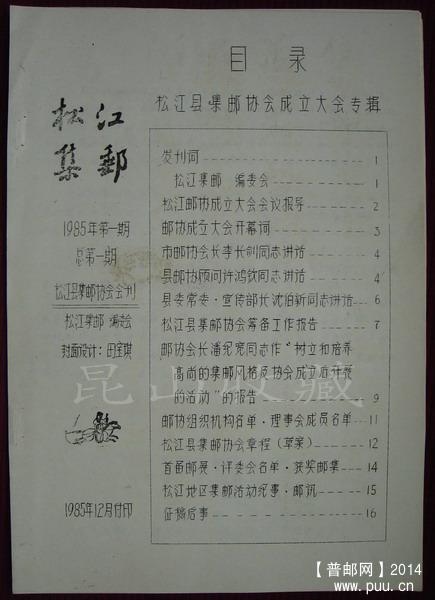 松江
集郵
1985年第一期
总第一期
松江县集邮协会会刊
松江集邮 编委会
封面设计:
1985年12月付印
目录
松江县集邮协会成立大会专辑
发刊词 ------ 1
松江集邮 编委会 ------ 1
松江邮协成立大会会议报导 ------ 2
邮协成立大会开幕词 ------ 3
市邮协会长李长剑同志讲话 ------ 4
县邮协顾问许鸿钦同志讲话 ------ 4
县委常委·宣传部长沈伯新同志讲话 --- 6
松江县集邮协会筹备工作报告 ------ 7
邮协会长潘纪宽同志作“树立和培养
高尚的集邮风格及协会成立后开展
的活动”的报告 ------ 9
邮协组织机构名单·理事会成员名单 --- 11
松江县集邮协会章程(草案) ------ 12
首届邮展·评委会名单·获奖邮集 --- 14
松江地区集邮活动纪事·邮讯 ------ 15
征稿启事 ------ 16
昆山收藏
【普邮网】2014
www.puu.cn